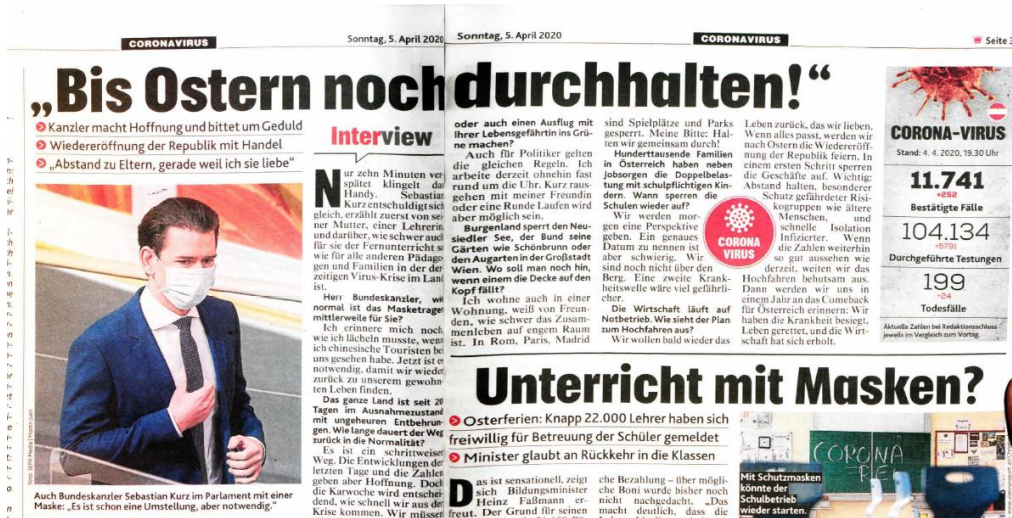 CORONAVIRUS
Sonntag, 5. April 2020
Sonntag, 5. April 2020
CORONAVIRUS
Seite 3
„Bis Ostern noch durchhalten!“
Kanzler macht Hoffnung und bittet um Geduld
Wiedereröffnung der Republik mit Handel
„Abstand zu Eltern, gerade weil ich sie liebe“
Auch Bundeskanzler Sebastian Kurz im Parlament mit einer
Maske: „Es ist schon eine Umstellung, aber notwendig.“
Interview
Nur zehn Minuten ver-
spätet klingelt das
Handy. Sebastian
Kurz entschuldigt sich
gleich, erzählt zuerst von sei-
ner Mutter, einer Lehrerin
und darüber, wie schwer auch
für sie der Fernunterricht s
wie für alle anderen Pädago-
gen und Familien in der der-
zeitigen Virus-Krise im Land
ist.
Herr Bundeskanzler, wie
normal ist das Masketragen
mittlerweile für Sie?
Ich erinnere mich noch,
wie ich lächeln musste, wenn
ich chinesische Touristen bei
uns gesehen habe. Jetzt ist es
notwendig, damit wir wieder
zurück zu unserem gewohn-
ten Leben finden.
Das ganze Land ist seit 20
Tagen im Ausnahmezustand
mit ungeheuren Entbehrun-
gen. Wie lange dauert der Weg
zurück in die Normalität?
Es ist ein schrittweiser
Weg. Die Entwicklungen der
letzten Tage und die Zahlen
geben aber Hoffnung. Doch
die Karwoche wird entschei-
dend, wie schnell wir aus der
Krise kommen. Wir müssen
oder auch einen Ausflug mit
Ihrer Lebensgefährtin ins Grü-
ne machen?
Auch für Politiker gelten
die gleichen Regeln. Ich
arbeite derzeit ohnehin fast
rund um die Uhr. Kurz raus-
gehen mit meiner Freundin
oder eine Runde Laufen wird
aber möglich sein.
Burgenland sperrt den Neu-
siedler See, der Bund seine
Gärten wie Schönbrunn oder
den Augarten in der Großstadt
Wien. Wo soll man noch hin,
wenn einem die Decke auf den
Kopf fällt?
Ich wohne auch in einer
Wohnung, weiß von Freun-
den, wie schwer das Zusam-
menleben auf engem Raum
ist. In Rom, Paris, Madrid
sind Spielplätze und Parks
gesperrt. Meine Bitte: Hal-
ten wir gemeinsam durch!
Hunderttausende Familien
in Österreich haben neben
Jobsorgen die Doppelbelas-
tung mit schulpflichtigen Kin-
dern. Wann sperren die
Schulen wieder auf?
Wir werden mor-
gen eine Perspektive
geben. Ein genaues
Datum zu nennen ist
aber schwierig. Wir
sind noch nicht über den
Berg. Eine zweite Krank-
heitswelle wäre viel gefährli-
cher.
Die Wirtschaft läuft auf
Notbetrieb. Wie sieht der Plan
zum Hochfahren aus?
Wir wollen bald wieder das
CORONA
VIRUS
Leben zurück, das wir lieben.
Wenn alles passt, werden wir
nach Ostern die Wiedereröff-
nung der Republik feiern. In
einem ersten Schritt sperren
die Geschäfte auf. Wichtig:
Abstand halten, besonderer
Schutz gefährdeter Risi-
kogruppen wie ältere
Menschen, und
schnelle Isolation
Infizierter. Wenn
die Zahlen weiterhin
so gut aussehen wie
derzeit, weiten wir das
Hochfahren behutsam aus.
Dann werden wir uns in
einem Jahr an das Comeback
für Österreich erinnern: Wir
haben die Krankheit besiegt,
Leben gerettet, und die Wirt-
schaft hat sich erholt.
CORONA-VIRUS
Stand: 4. 4. 2020, 19.30 Uhr
11.741
+252
Bestätigte Fälle
104.134
+5791
Durchgeführte Testungen
199
+24
Todesfälle
Aktuelle Zahlen bei Redaktionsschluss
jeweils im Vergleich zum Vortag.
Unterricht mit Masken?
Osterferien: Knapp 22.000 Lehrer haben sich
freiwillig für Betreuung der Schüler gemeldet
Minister glaubt an Rückkehr in die Klassen
Das ist sensationell, zeigt
sich Bildungsminister
Heinz Faßmann er-
freut. Der Grund für seinen
che Bezahlung – über mögli-
che Boni wurde bisher noch
nicht nachgedacht. „Das
macht deutlich, dass die
CORONA
Mit Schutzmasken
könnte der
Schulbetrieb
wieder starten.